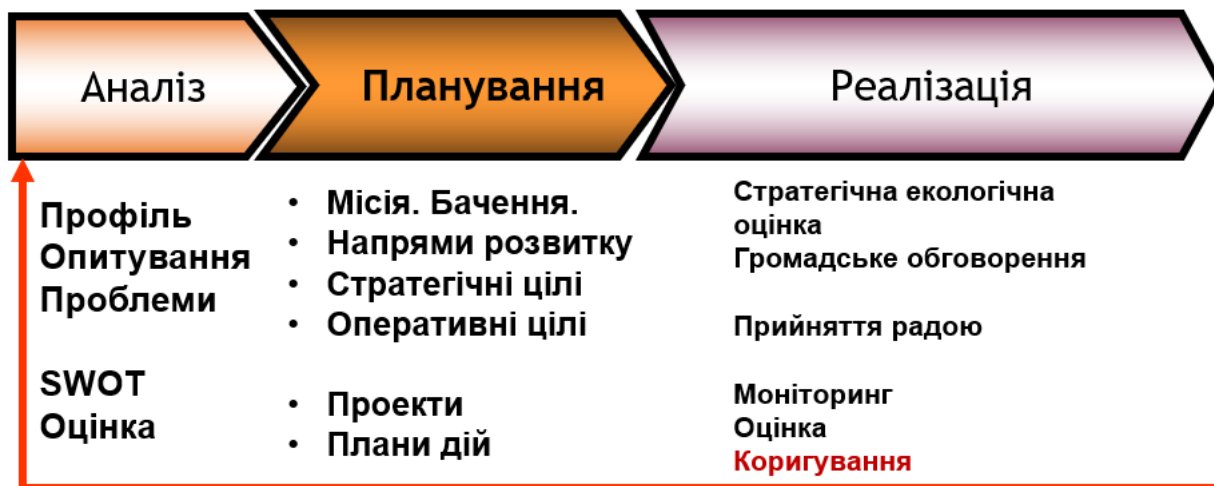 Аналіз
Планування
Реалізація
Профіль
Опитування
Проблеми
SWOT
Оцінка
• Місія. Бачення.
• Напрями розвитку
• Стратегічні цілі
• Оперативні цілі
• Проекти
• Плани дій
Стратегічна екологічна
оцінка
Громадське обговорення
Прийняття радою
Моніторинг
Оцінка
Коригування